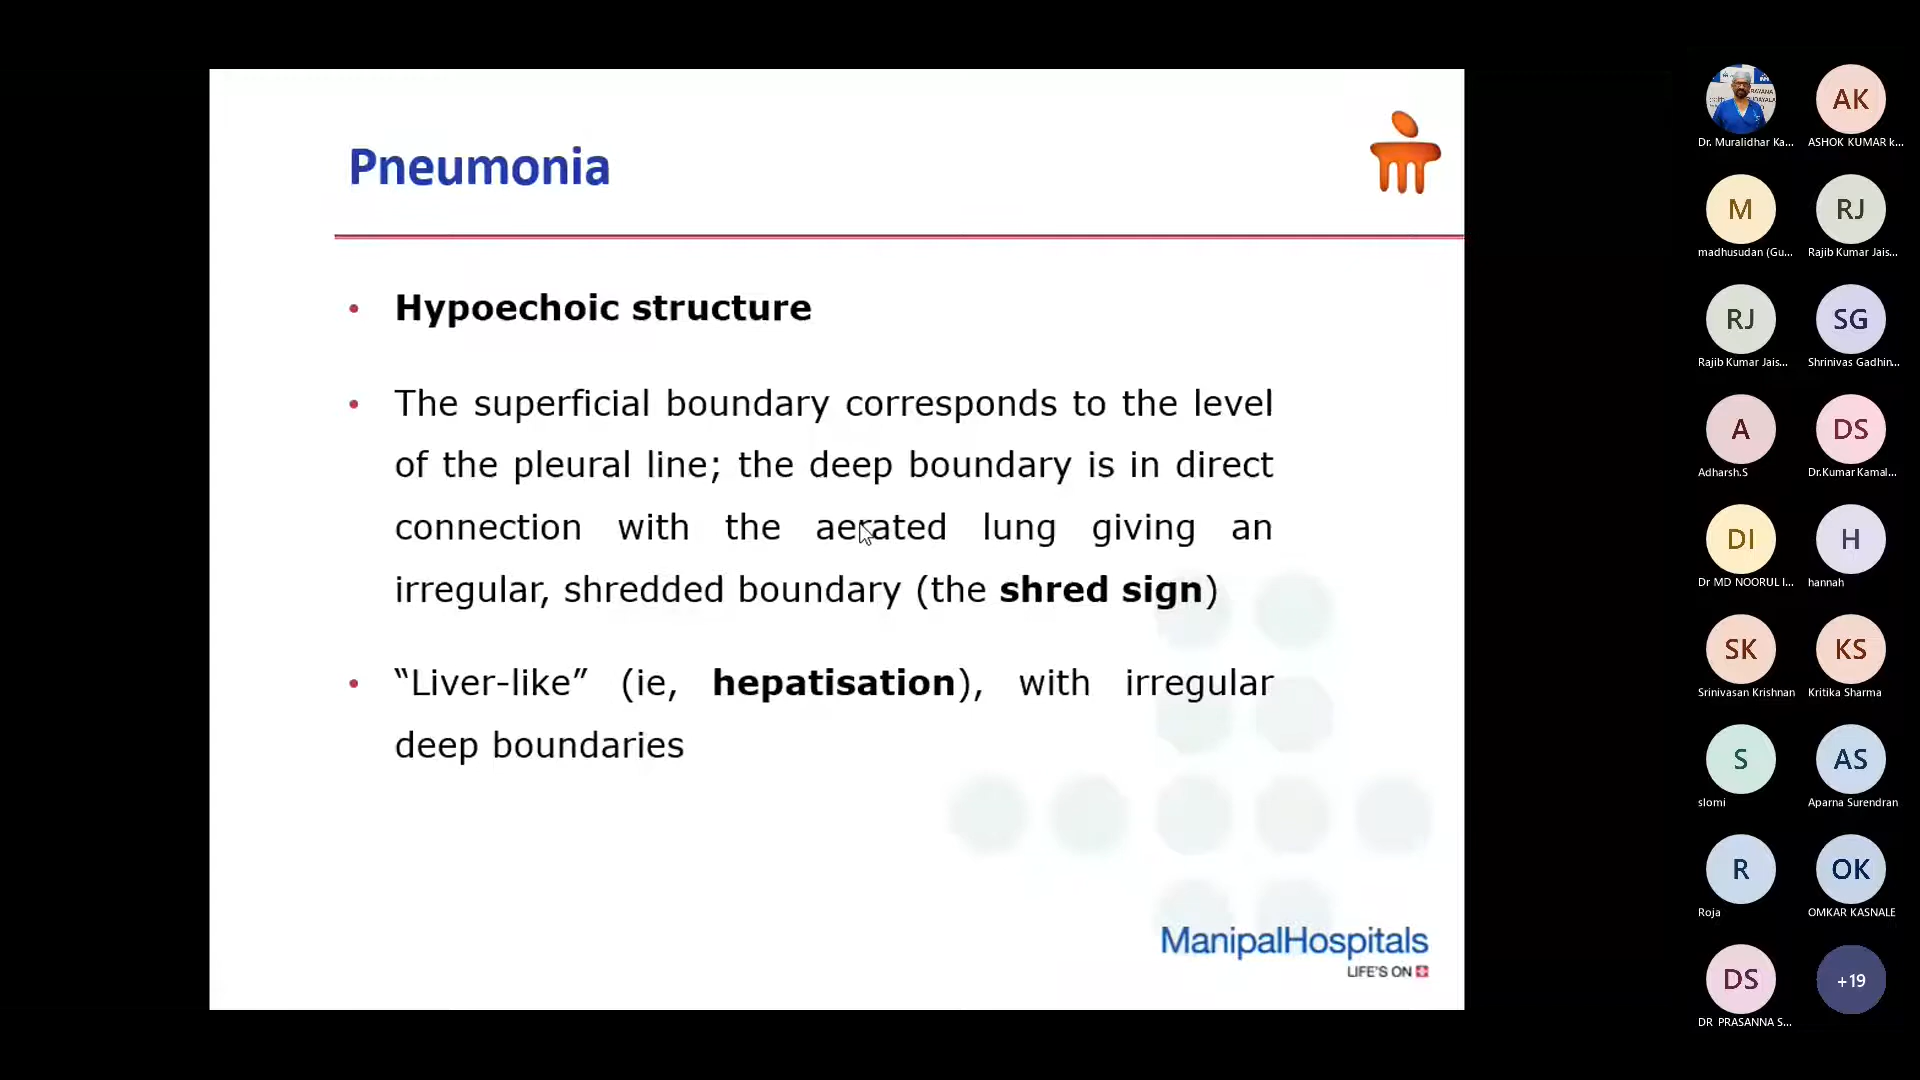 Pneumonia
• Hypoechoic structure
• The superficial boundary corresponds to the level
of the pleural line; the deep boundary is in direct
connection with the aerated lung giving an
irregular, shredded boundary (the shred sign)
• “Liver-like” (ie, hepatisation), with irregular
deep boundaries
ManipalHospitals
LIFE'S ON
Dr. Muralidhar Ka...
AK
ASHOK KUMAR k...
M
madhusudan (Gu...
RJ
Rajib Kumar Jais...
RJ
Rajib Kumar Jais...
SG
Shrinivas Gadhin...
A
Adharsh.S
DS
Dr.Kumar Kamal...
DI
Dr MD NOORUL I...
H
hannah
SK
Srinivasan Krishnan
KS
Kritika Sharma
S
slomi
AS
Aparna Surendran
R
Roja
OK
OMKAR KASNALE
DS
DR PRASANNA S...
+19